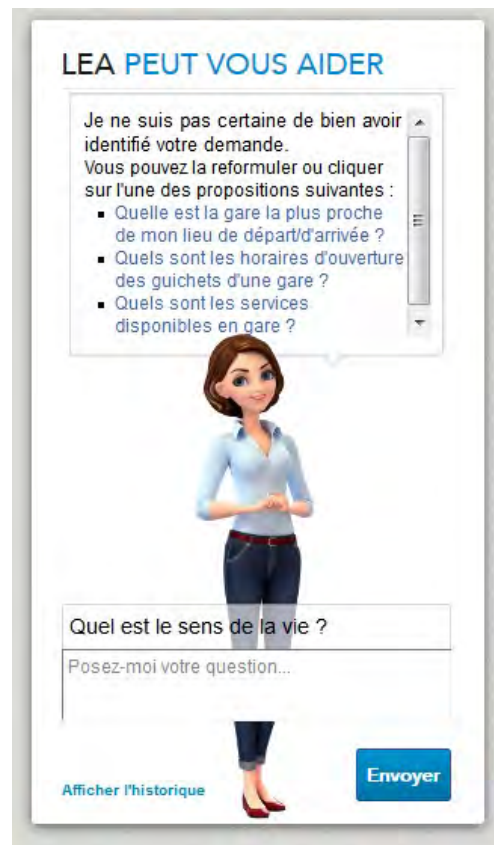 LEA PEUT VOUS AIDER
Je ne suis pas certaine de bien avoir
identifié votre demande.
Vous pouvez la reformuler ou cliquer
sur l'une des propositions suivantes :
Quelle est la gare la plus proche
de mon lieu de départ/d'arrivée ?
Quels sont les horaires d'ouverture
des guichets d'une gare ?
Quels sont les services
disponibles en gare ?
Quel est le sens de la vie ?
Posez-moi votre question...
Envoyer
Afficher l'historique